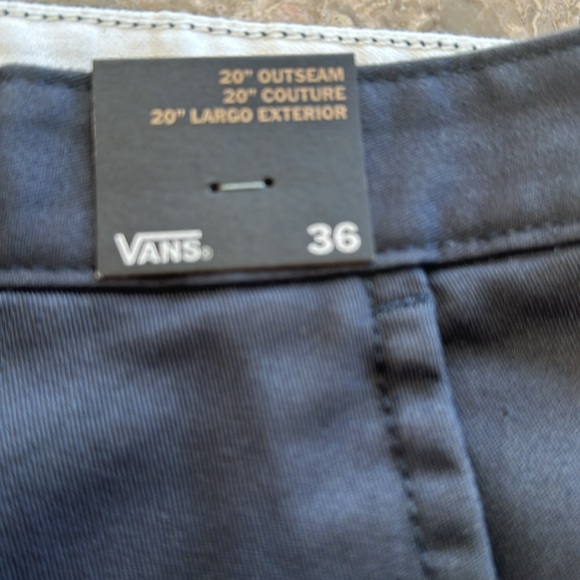 20" OUTSEAM
20" COUTURE
20" LARGO EXTERIOR
VANS
36